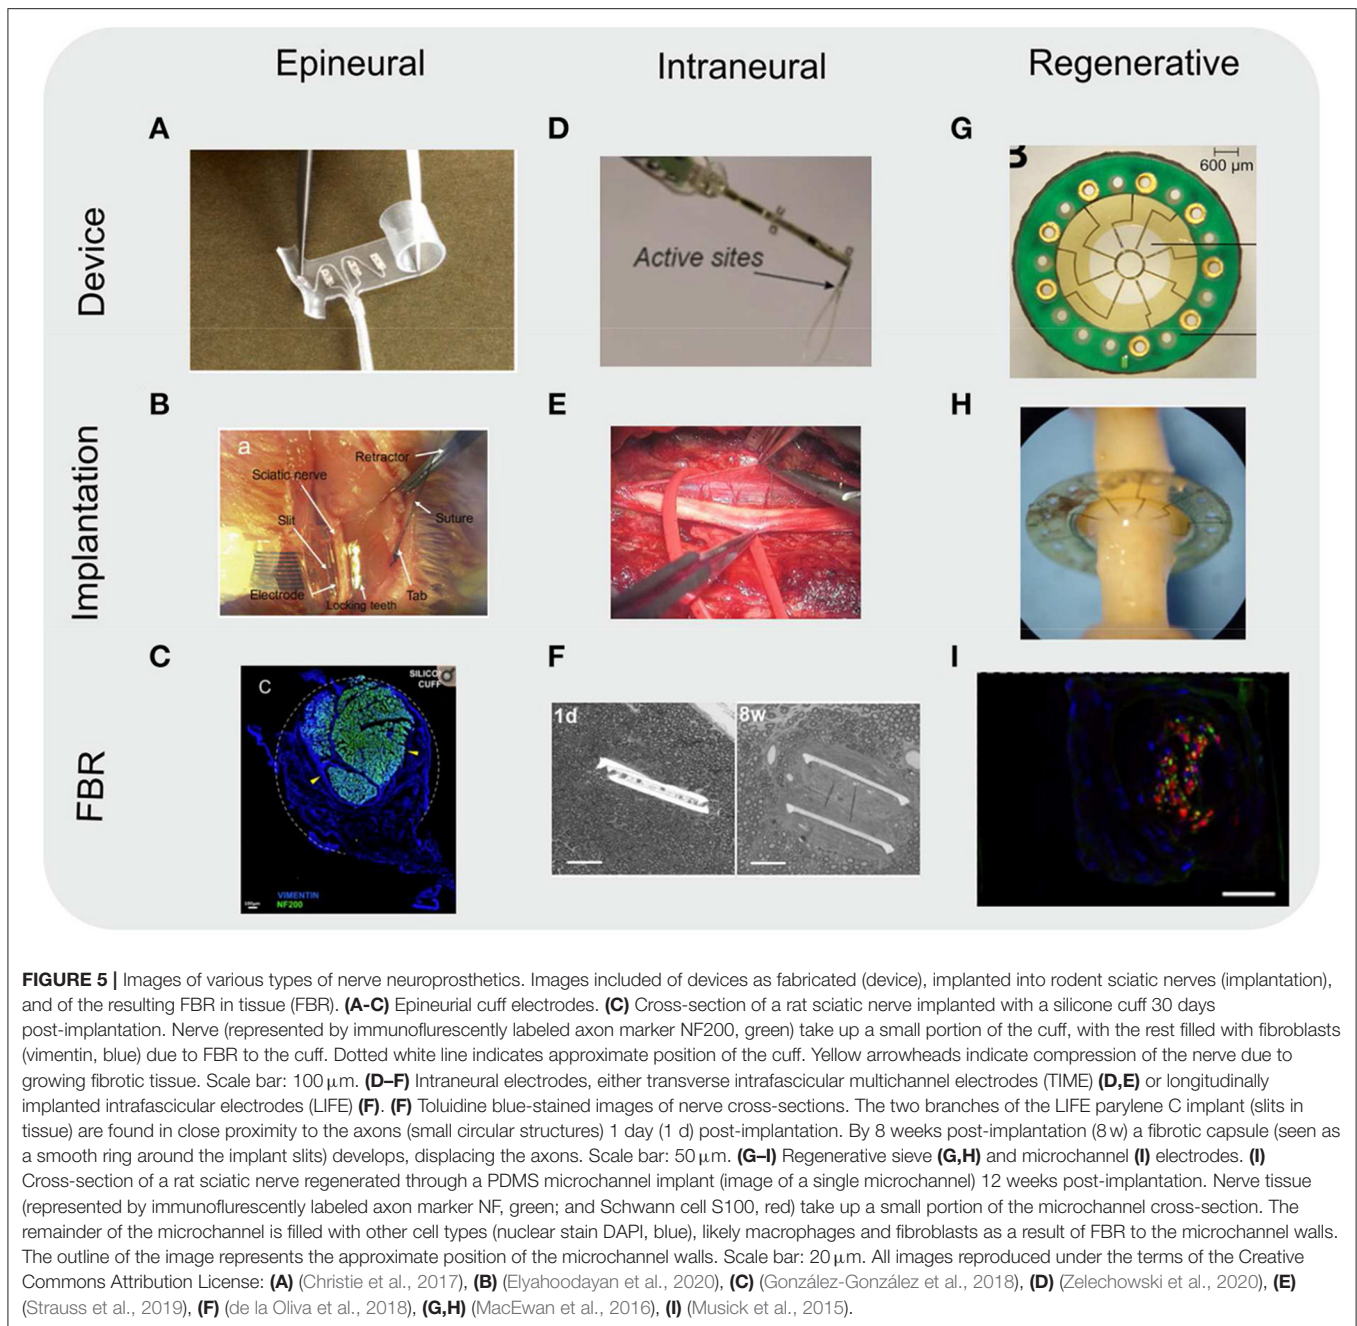 Epineural
Intraneural
Regenerative
Device
Implantation
FBR
A
D
Active sites
G
B
600 µm
B
a
Retractor
Sciatic nerve
Slit
Suture
Electrode
Locking teeth
Tab
E
H
C
C
SILICO
CUFF
VIMENTIN
NF200
100µm
F
1d
8w
I
FIGURE 5 | Images of various types of nerve neuroprosthetics. Images included of devices as fabricated (device), implanted into rodent sciatic nerves (implantation),
and of the resulting FBR in tissue (FBR). (A-C) Epineurial cuff electrodes. (C) Cross-section of a rat sciatic nerve implanted with a silicone cuff 30 days
post-implantation. Nerve (represented by immunoflurescently labeled axon marker NF200, green) take up a small portion of the cuff, with the rest filled with fibroblasts
(vimentin, blue) due to FBR to the cuff. Dotted white line indicates approximate position of the cuff. Yellow arrowheads indicate compression of the nerve due to
growing fibrotic tissue. Scale bar: 100 µm. (D–F) Intraneural electrodes, either transverse intrafascicular multichannel electrodes (TIME) (D,E) or longitudinally
implanted intrafascicular electrodes (LIFE) (F). (F) Toluidine blue-stained images of nerve cross-sections. The two branches of the LIFE parylene C implant (slits in
tissue) are found in close proximity to the axons (small circular structures) 1 day (1 d) post-implantation. By 8 weeks post-implantation (8 w) a fibrotic capsule (seen as
a smooth ring around the implant slits) develops, displacing the axons. Scale bar: 50 µm. (G–I) Regenerative sieve (G,H) and microchannel (I) electrodes. (I)
Cross-section of a rat sciatic nerve regenerated through a PDMS microchannel implant (image of a single microchannel) 12 weeks post-implantation. Nerve tissue
(represented by immunoflurescently labeled axon marker NF, green; and Schwann cell S100, red) take up a small portion of the microchannel cross-section. The
remainder of the microchannel is filled with other cell types (nuclear stain DAPI, blue), likely macrophages and fibroblasts as a result of FBR to the microchannel walls.
The outline of the image represents the approximate position of the microchannel walls. Scale bar: 20 µm. All images reproduced under the terms of the Creative
Commons Attribution License: (A) (Christie et al., 2017), (B) (Elyahoodayan et al., 2020), (C) (González-González et al., 2018), (D) (Zelechowski et al., 2020), (E)
(Strauss et al., 2019), (F) (de la Oliva et al., 2018), (G,H) (MacEwan et al., 2016), (I) (Musick et al., 2015).